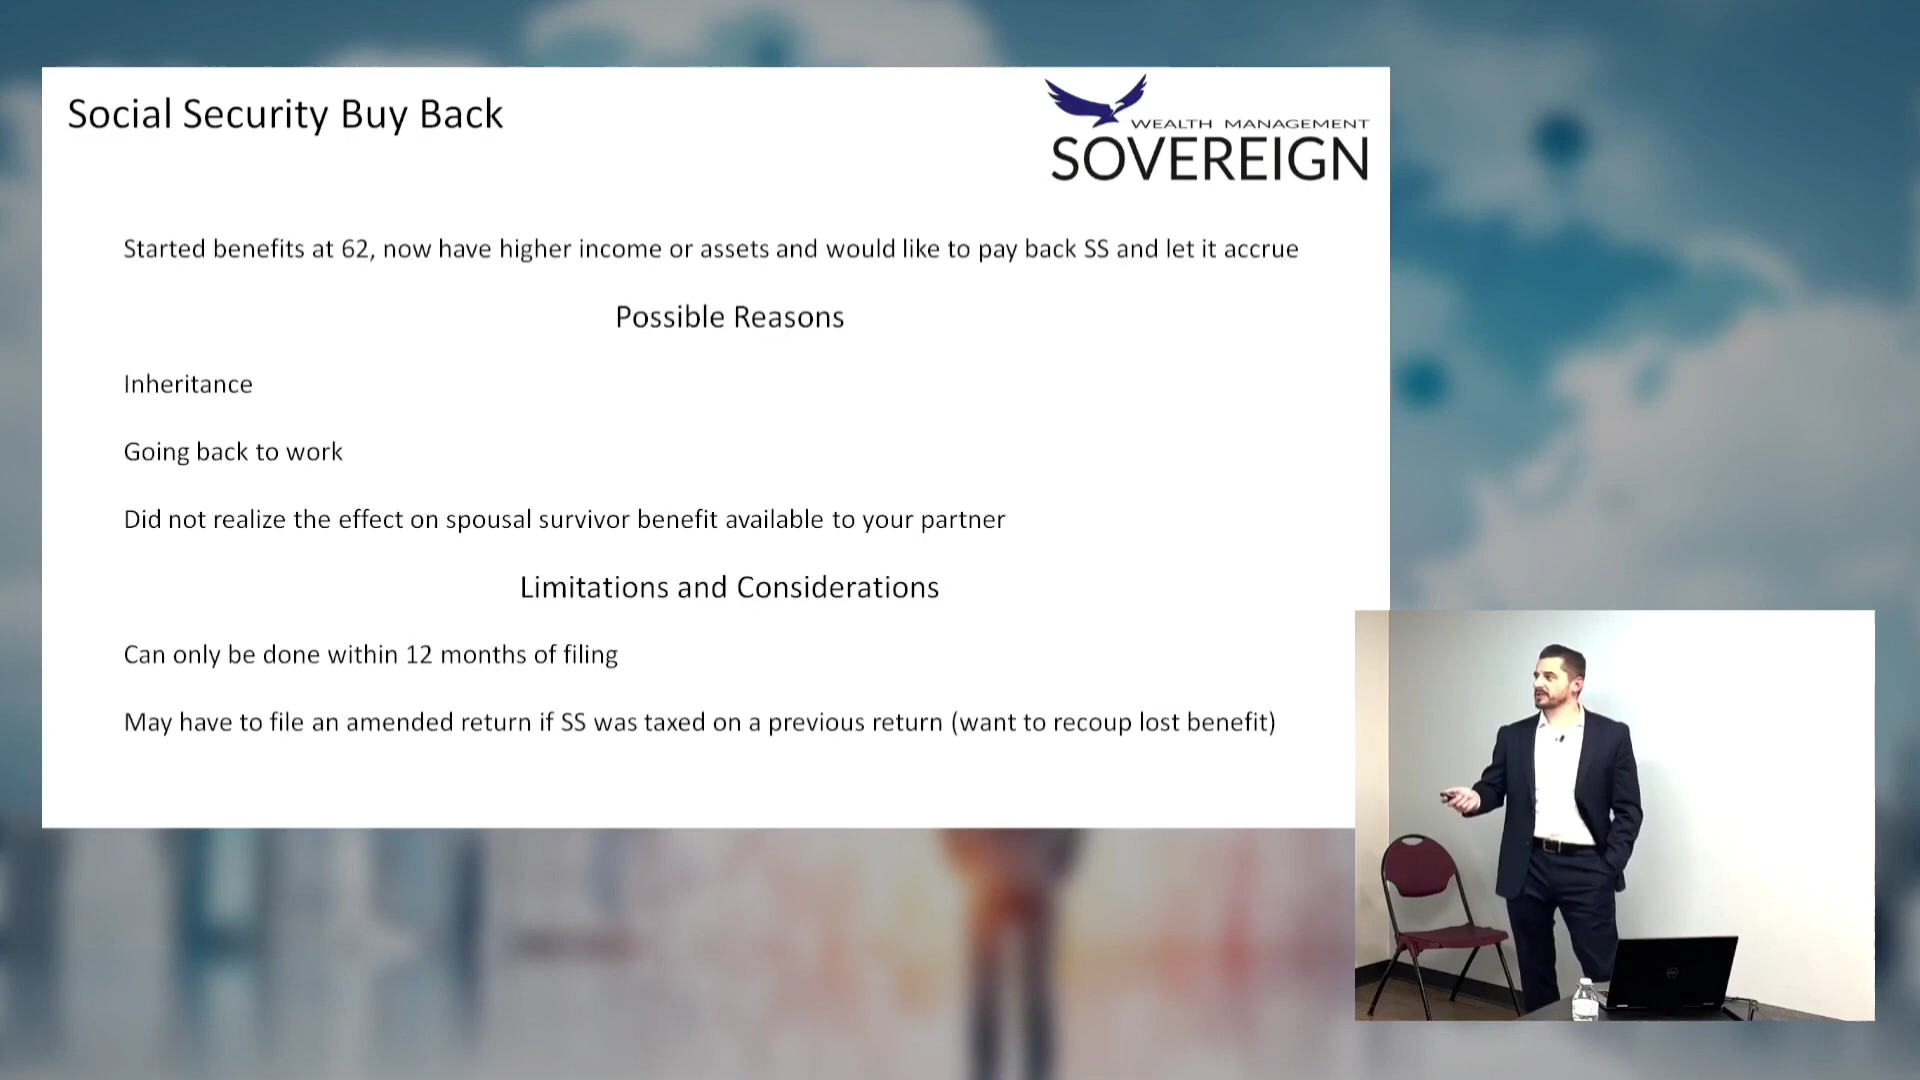 Social Security Buy Back
WEALTH MANAGEMENT
SOVEREIGN
Started benefits at 62, now have higher income or assets and would like to pay back SS and let it accrue
Possible Reasons
Inheritance
Going back to work
Did not realize the effect on spousal survivor benefit available to your partner
Limitations and Considerations
Can only be done within 12 months of filing
May have to file an amended return if SS was taxed on a previous return (want to recoup lost benefit)